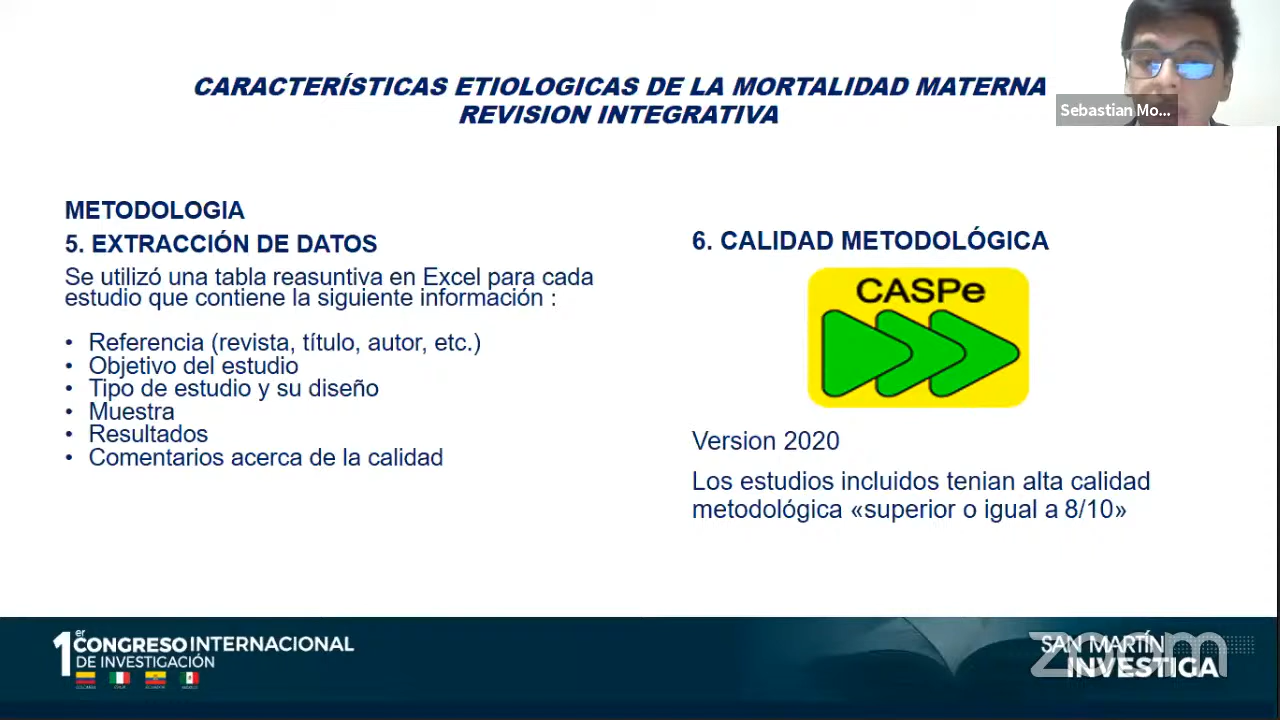 CARACTERÍSTICAS ETIOLOGICAS DE LA MORTALIDAD MATERNA
REVISION INTEGRATIVA
Sebastian Mo...
METODOLOGIA
5. EXTRACCIÓN DE DATOS
Se utilizó una tabla reasuntiva en Excel para cada
estudio que contiene la siguiente información :
• Referencia (revista, título, autor, etc.)
• Objetivo del estudio
• Tipo de estudio y su diseño
• Muestra
• Resultados
• Comentarios acerca de la calidad
6. CALIDAD METODOLÓGICA
CASPe
Version 2020
Los estudios incluidos tenian alta calidad
metodológica «superior o igual a 8/10»
1er CONGRESO INTERNACIONAL
DE INVESTIGACIÓN
COLOMBIA ITALIA ECUADOR MÉXICO
SAN MARTÍN
INVESTIGA
zoom